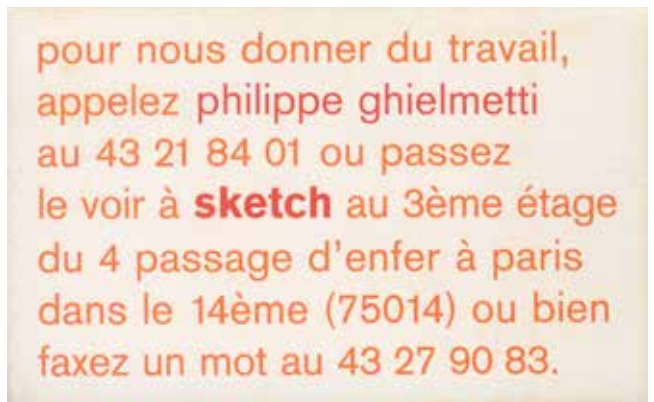 pour nous donner du travail,
appelez philippe ghielmetti
au 43 21 84 01 ou passez
le voir à sketch au 3ème étage
du 4 passage d'enfer à paris
dans le 14ème (75014) ou bien
faxez un mot au 43 27 90 83.